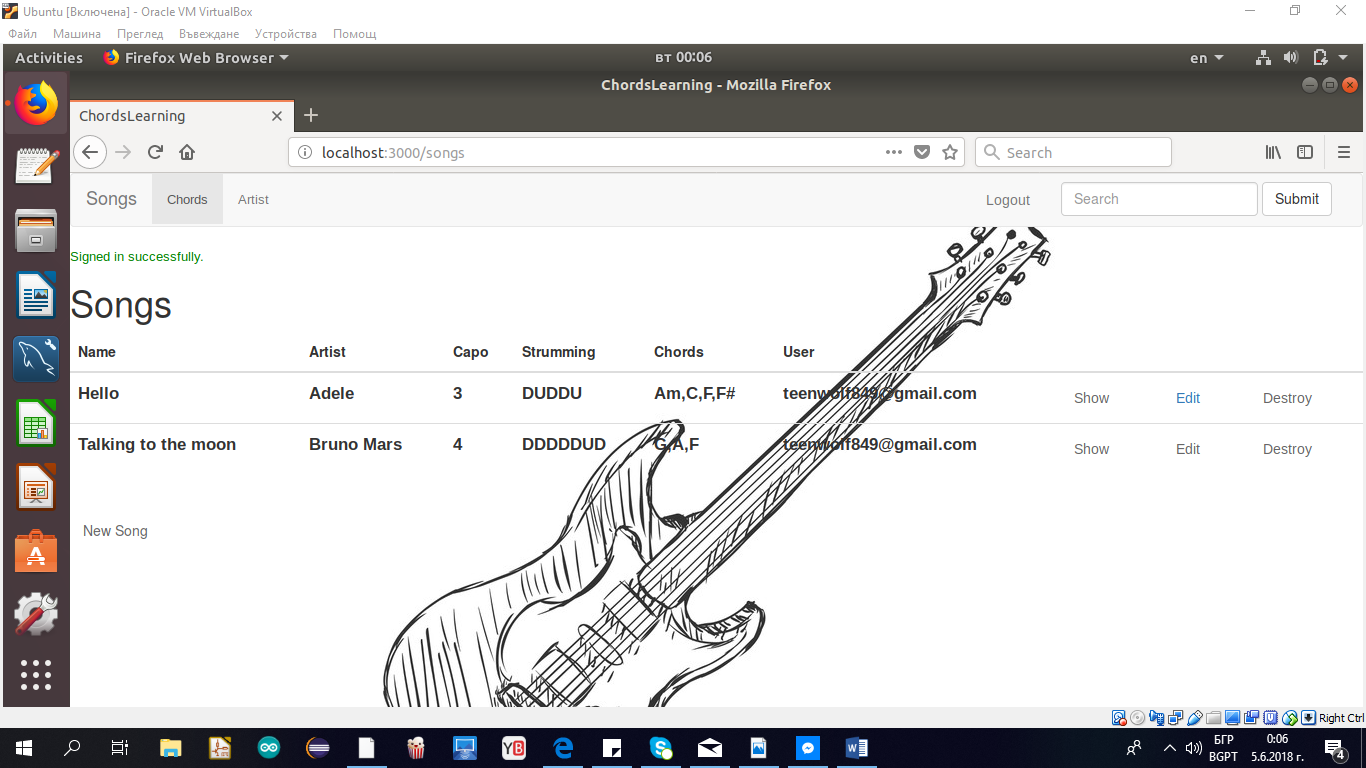 Ubuntu [Включена] - Oracle VM VirtualBox
Файл Машина Преглед Въвеждане Устройства Помощ
Activities Firefox Web Browser вт 00:06 en
ChordsLearning - Mozilla Firefox
ChordsLearning
localhost:3000/songs Search
Songs Chords Artist Logout Search Submit
Signed in successfully.
Songs
Name Artist Capo Strumming Chords User
Hello Adele 3 DUDDU Am,C,F,F# teenwolf849@gmail.com Show Edit Destroy
Talking to the moon Bruno Mars 4 DDDDDUD G,A,F teenwolf849@gmail.com Show Edit Destroy
New Song
Right Ctrl
БГР 0:06
BGPT 5.6.2018 г. 4